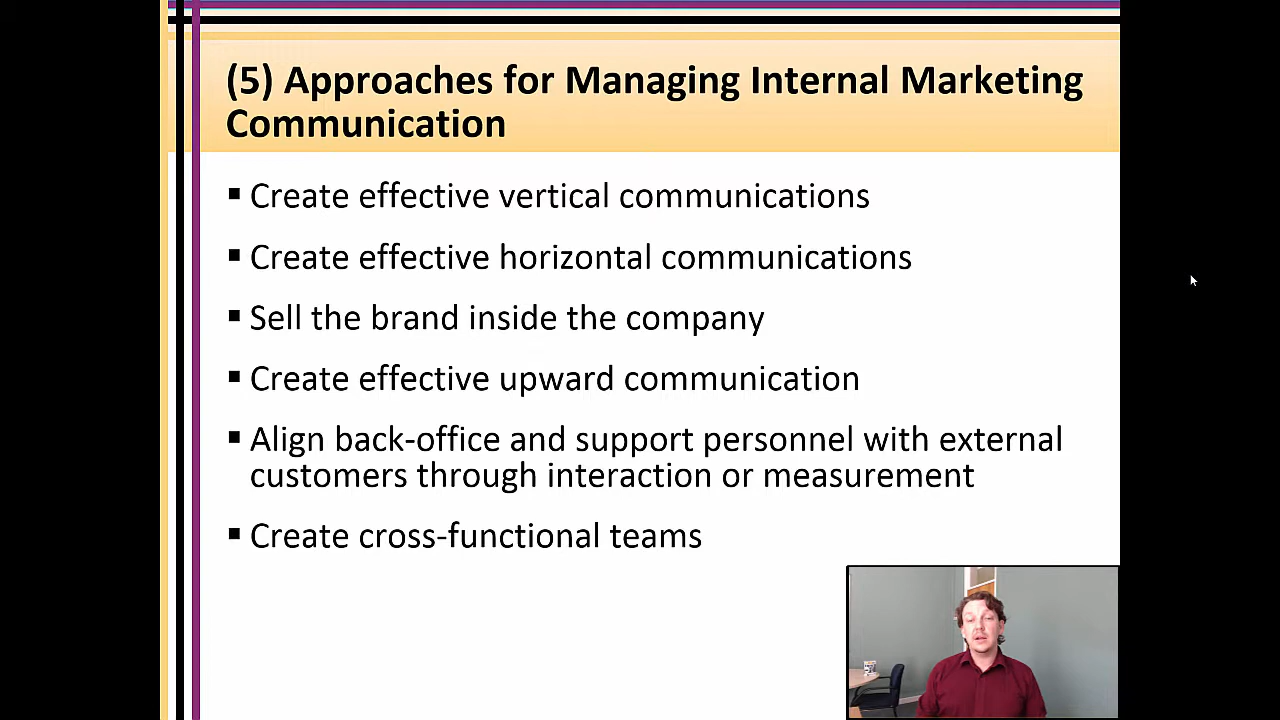 (5) Approaches for Managing Internal Marketing
Communication
▪ Create effective vertical communications
▪ Create effective horizontal communications
▪ Sell the brand inside the company
▪ Create effective upward communication
▪ Align back-office and support personnel with external
customers through interaction or measurement
▪ Create cross-functional teams